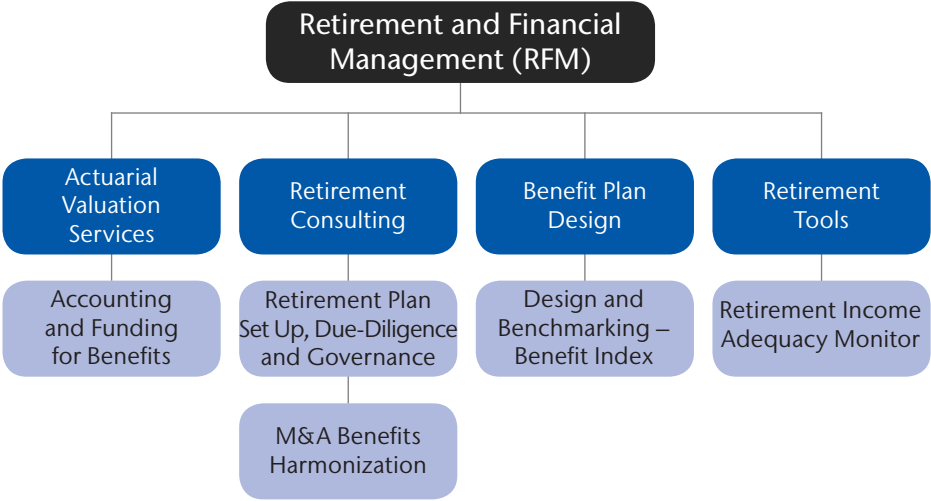 Retirement and Financial
Management (RFM)
Actuarial
Valuation
Services
Retirement
Consulting
Benefit Plan
Design
Retirement
Tools
Accounting
and Funding
for Benefits
Retirement Plan
Set Up, Due-Diligence
and Governance
Design and
Benchmarking –
Benefit Index
Retirement Income
Adequacy Monitor
M&A Benefits
Harmonization